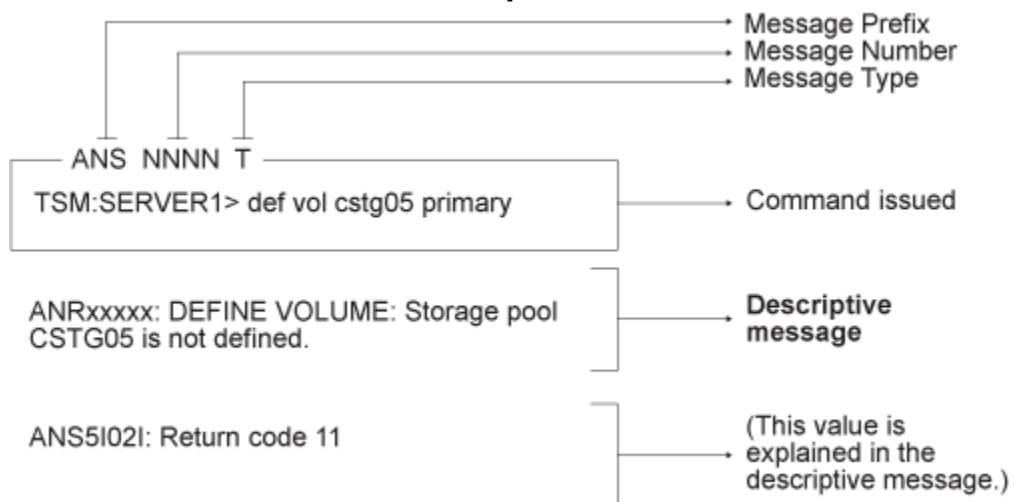 Message Prefix
Message Number
Message Type
ANS NNNN T
TSM:SERVER1> def vol cstg05 primary
Command issued
ANRxxxxx: DEFINE VOLUME: Storage pool
CSTG05 is not defined.
Descriptive
message
ANS5I02I: Return code 11
(This value is
explained in the
descriptive message.)